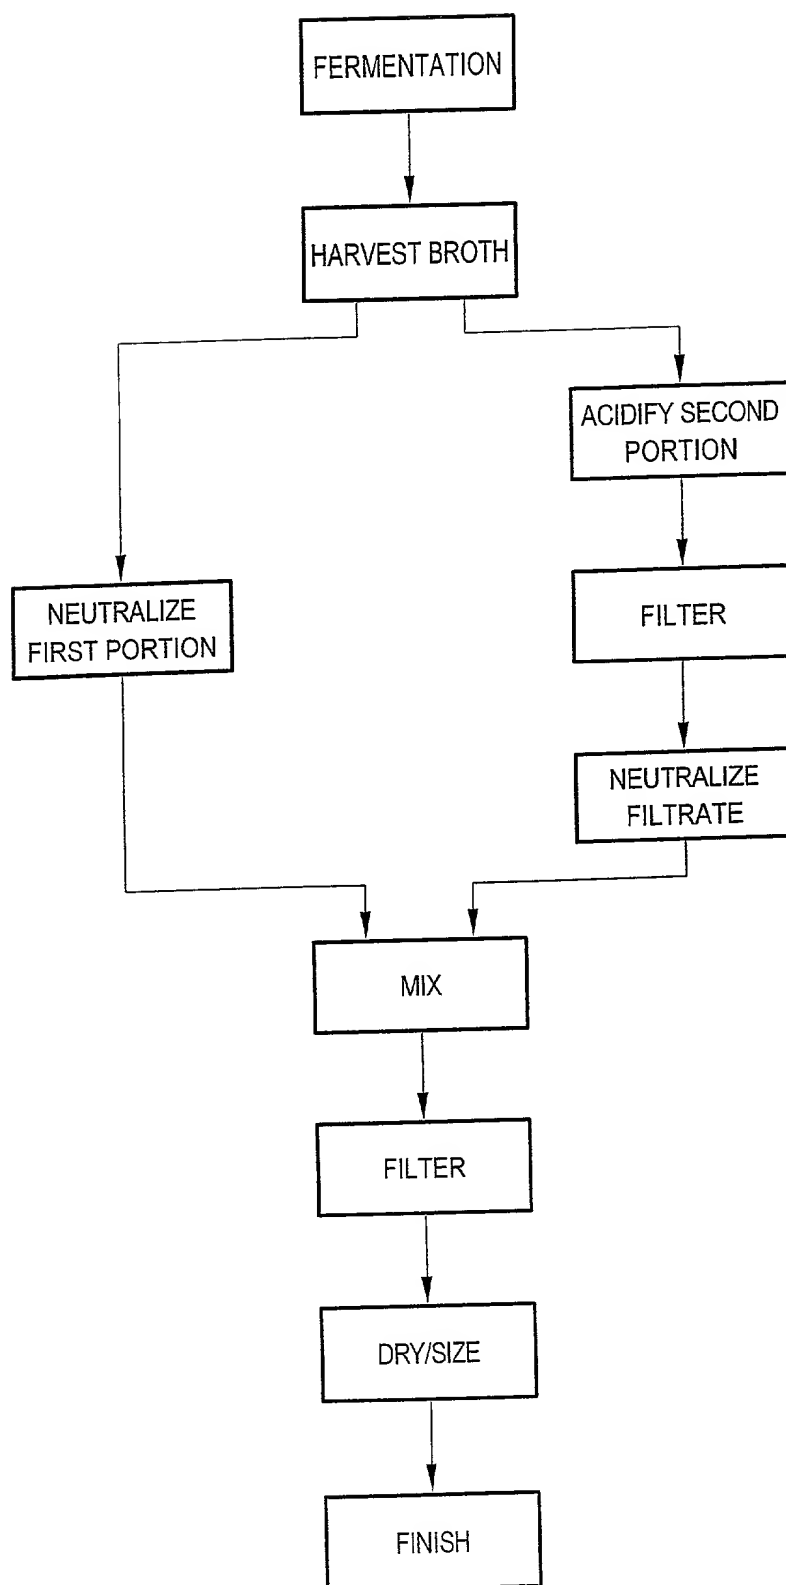 FERMENTATION
HARVEST BROTH
ACIDIFY SECOND
PORTION
NEUTRALIZE
FIRST PORTION
FILTER
NEUTRALIZE
FILTRATE
MIX
FILTER
DRY/SIZE
FINISH